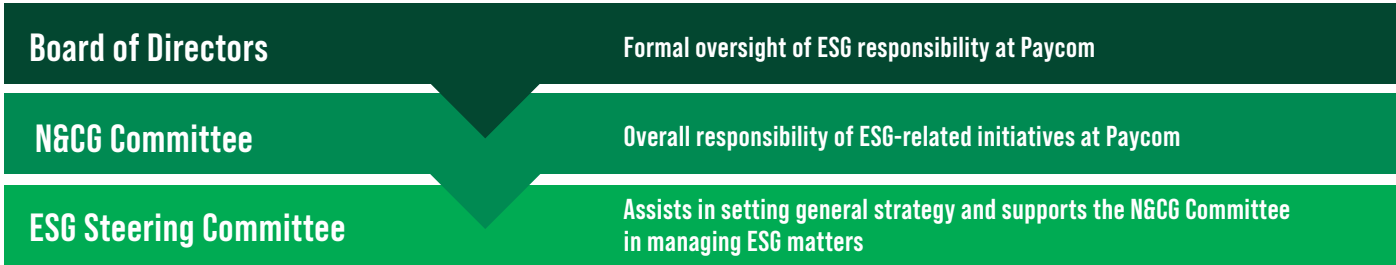 Board of Directors
Formal oversight of ESG responsibility at Paycom
N&CG Committee
Overall responsibility of ESG-related initiatives at Paycom
ESG Steering Committee
Assists in setting general strategy and supports the N&CG Committee
in managing ESG matters